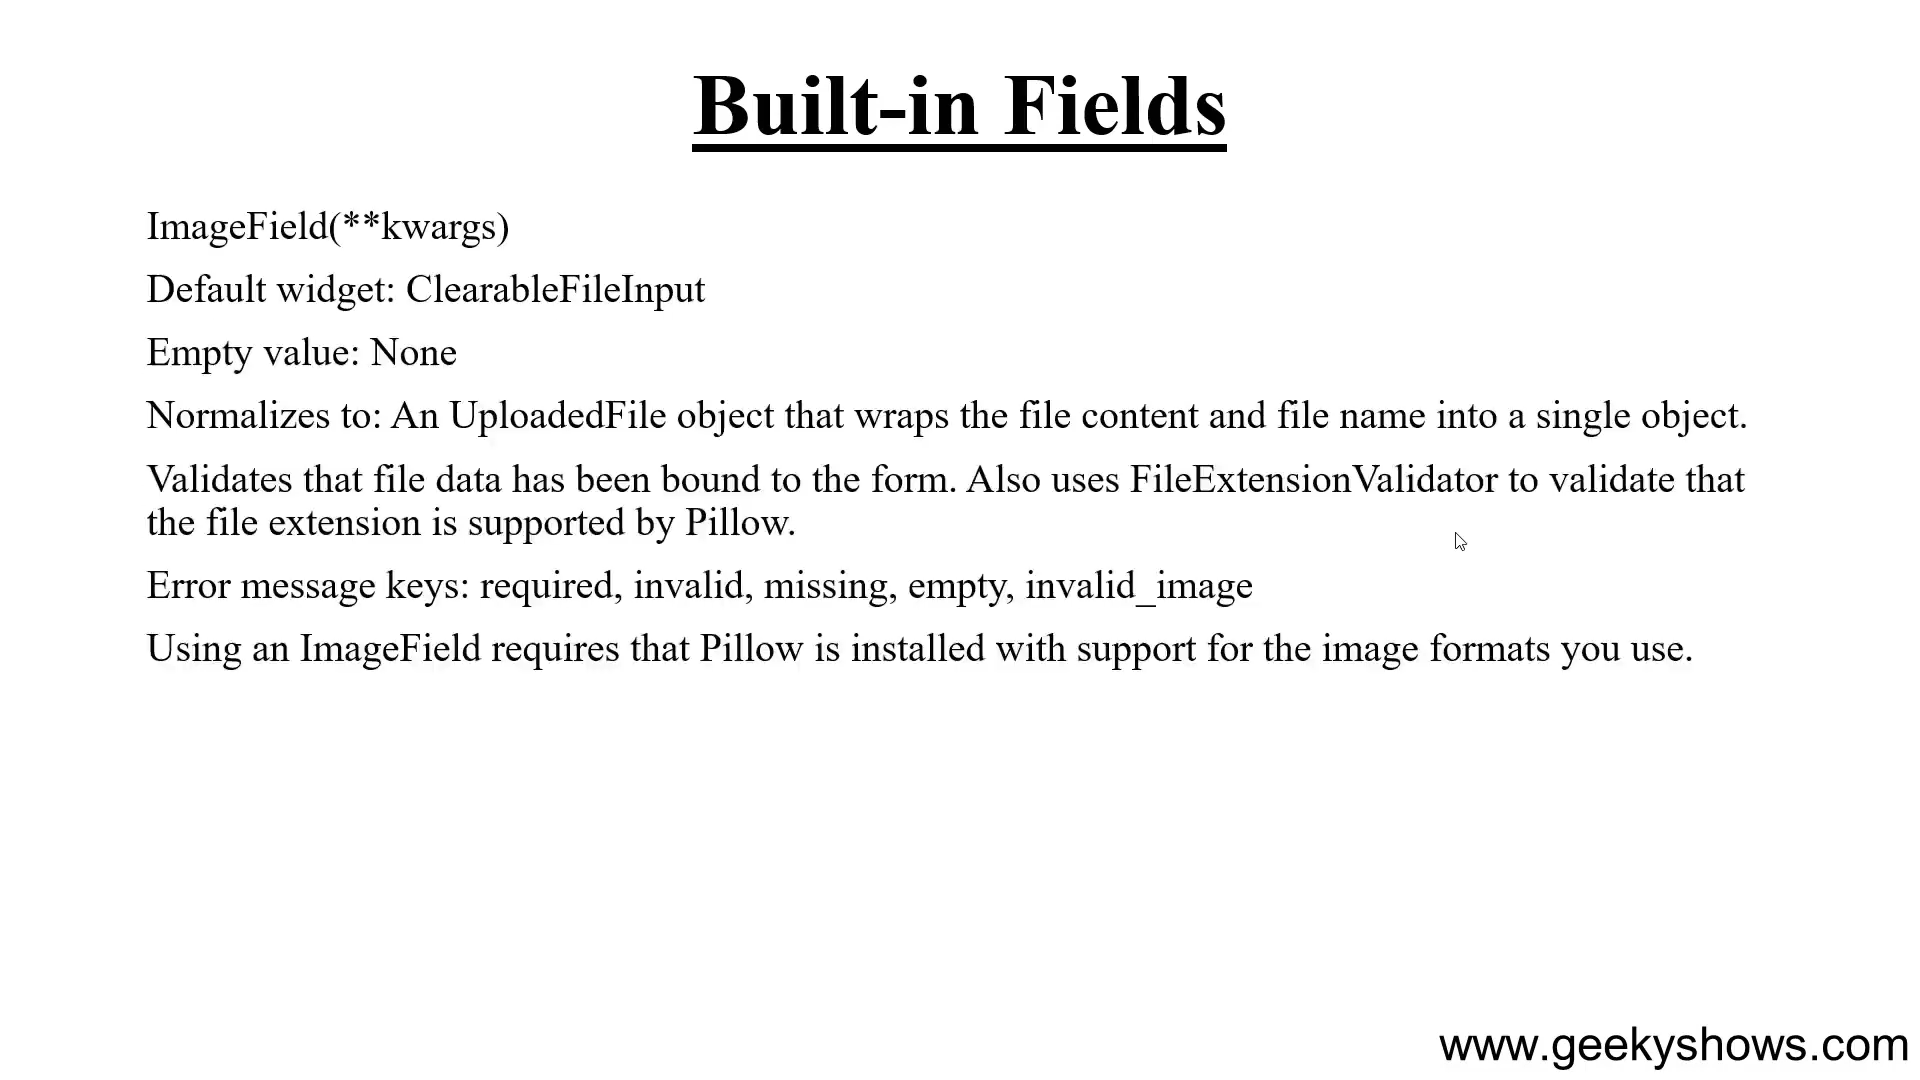 Built-in Fields
ImageField(**kwargs)
Default widget: ClearableFileInput
Empty value: None
Normalizes to: An UploadedFile object that wraps the file content and file name into a single object.
Validates that file data has been bound to the form. Also uses FileExtensionValidator to validate that
the file extension is supported by Pillow.
Error message keys: required, invalid, missing, empty, invalid_image
Using an ImageField requires that Pillow is installed with support for the image formats you use.
www.geekyshows.com